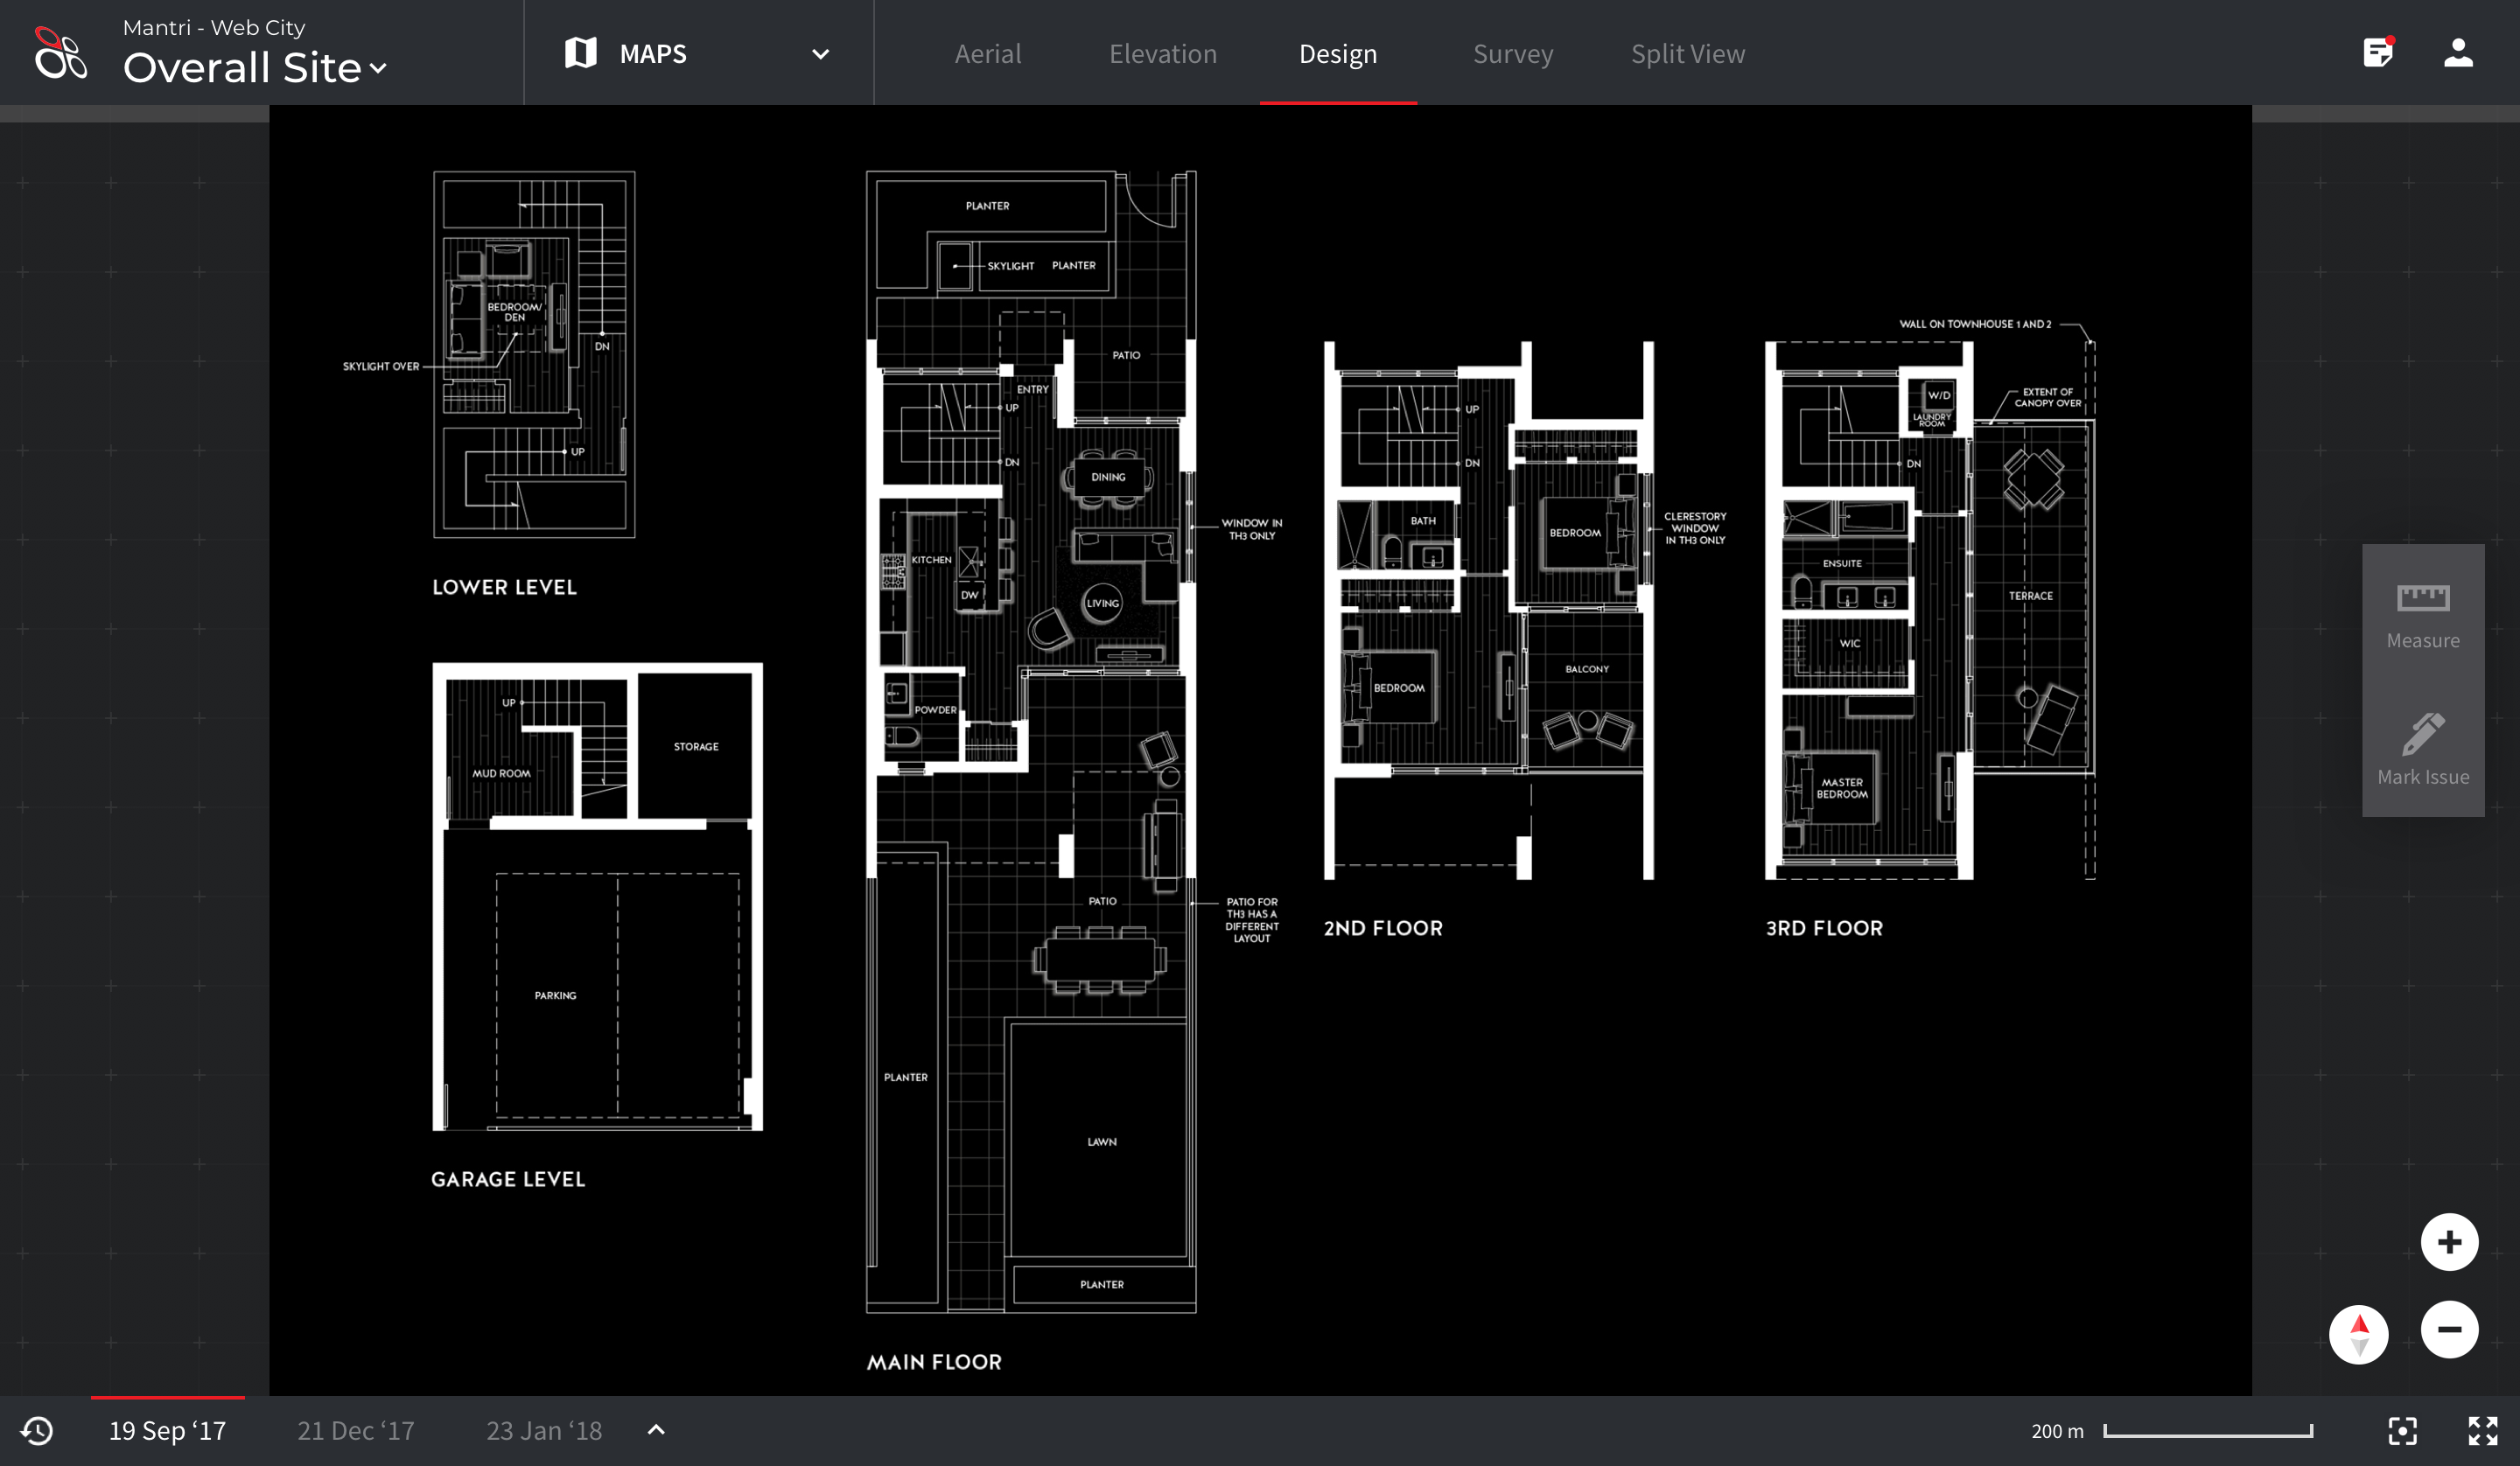 Mantri - Web City
Overall Site
MAPS
Aerial
Elevation
Design
Survey
Split View
BEDROOM/
DEN
DN
SKYLIGHT OVER
UP
LOWER LEVEL
UP
STORAGE
MUD ROOM
PARKING
GARAGE LEVEL
PLANTER
SKYLIGHT
PLANTER
PATIO
ENTRY
UP
DN
DINING
WINDOW IN
TH3 ONLY
KITCHEN
DW
LIVING
POWDER
PATIO
PATIO FOR
TH3 HAS A
DIFFERENT
LAYOUT
PLANTER
LAWN
PLANTER
MAIN FLOOR
UP
DN
BATH
BEDROOM
CLERESTORY
WINDOW
IN TH3 ONLY
BEDROOM
BALCONY
2ND FLOOR
WALL ON TOWNHOUSE 1 AND 2
W/D
LAUNDRY
ROOM
EXTENT OF
CANOPY OVER
DN
ENSUITE
TERRACE
WIC
MASTER
BEDROOM
3RD FLOOR
Measure
Mark Issue
19 Sep ‘17
21 Dec ‘17
23 Jan ‘18
200 m